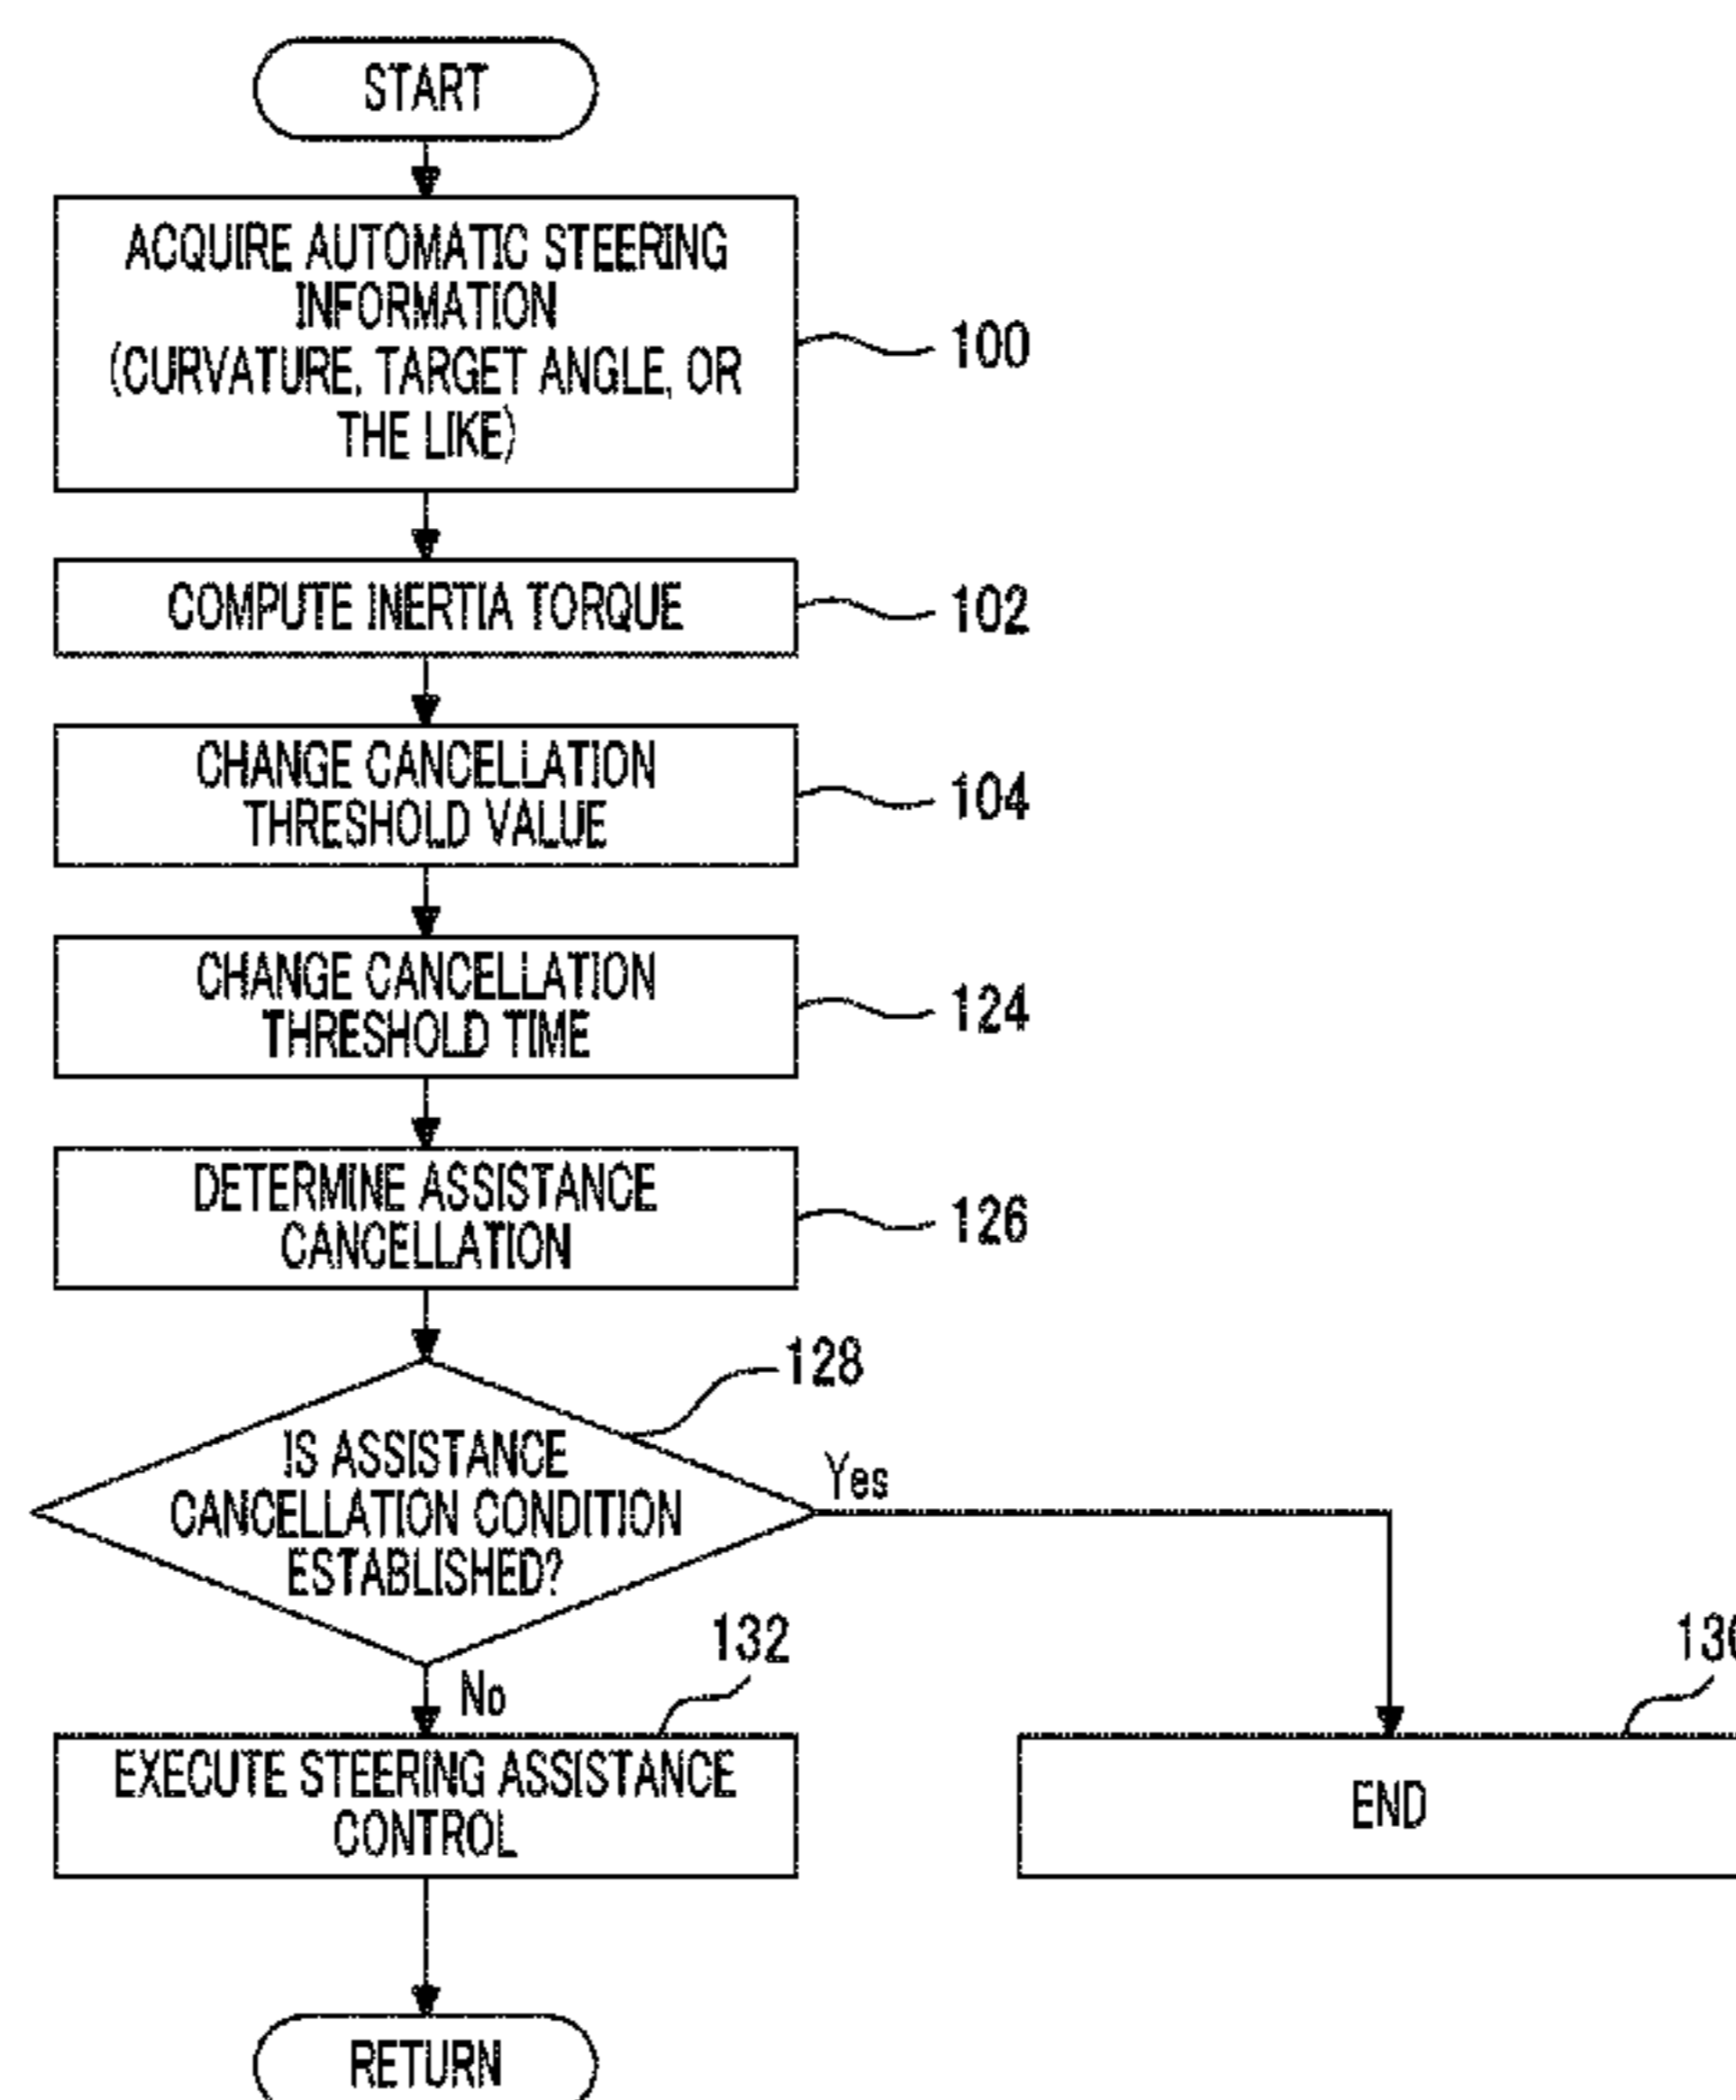 START
ACQUIRE AUTOMATIC STEERING
INFORMATION
(CURVATURE, TARGET ANGLE, OR
THE LIKE)
100
COMPUTE INERTIA TORQUE
102
CHANGE CANCELLATION
THRESHOLD VALUE
104
CHANGE CANCELLATION
THRESHOLD TIME
124
DETERMINE ASSISTANCE
CANCELLATION
126
128
IS ASSISTANCE
CANCELLATION CONDITION
ESTABLISHED?
Yes
No
132
EXECUTE STEERING ASSISTANCE
CONTROL
END
RETURN